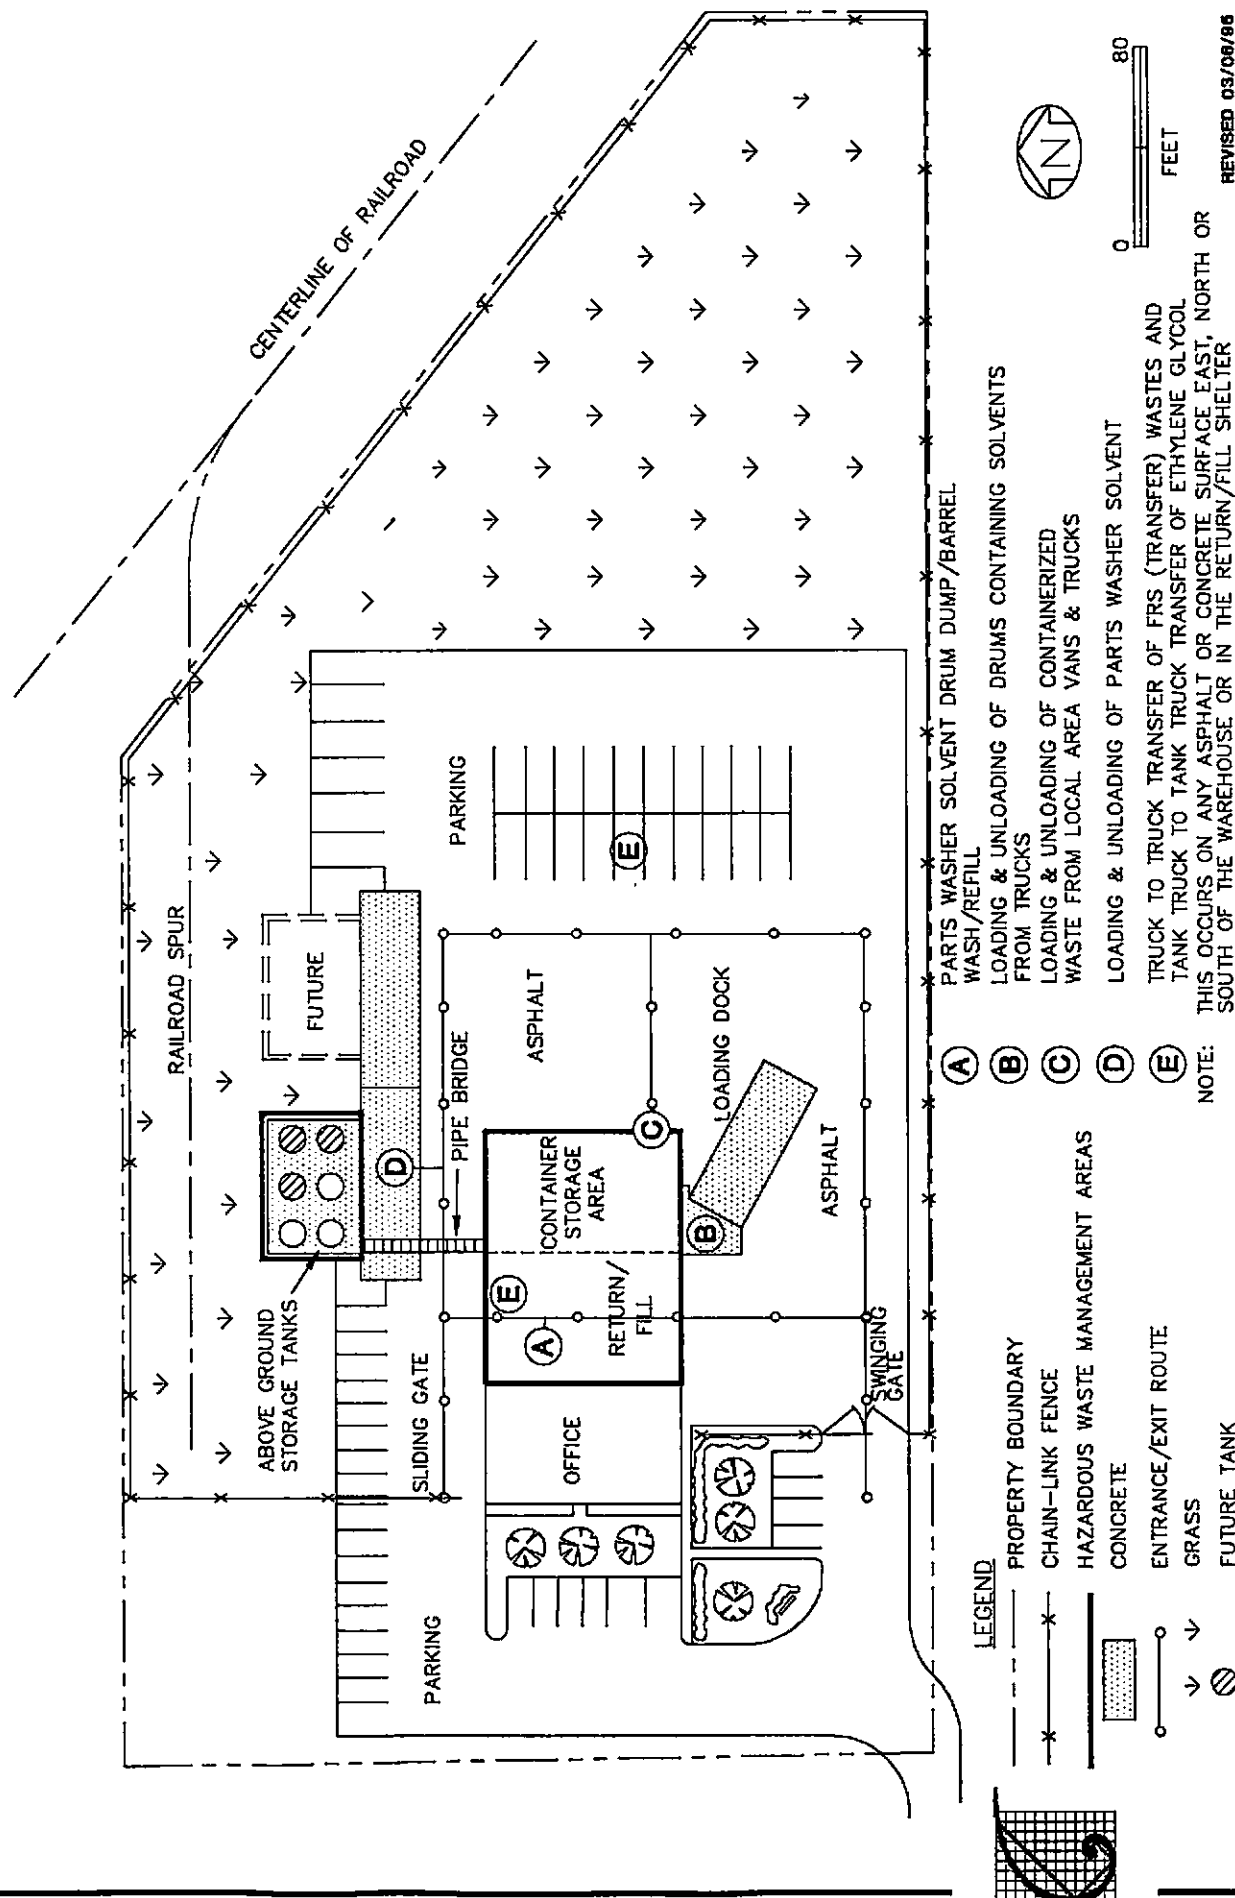 CENTERLINE OF RAILROAD
RAILROAD SPUR
ABOVE GROUND
STORAGE TANKS
FUTURE
SLIDING GATE
D
PIPE BRIDGE
PARKING
PARKING
ASPHALT
OFFICE
E
A
RETURN/
FILL
CONTAINER
STORAGE
AREA
C
B
LOADING DOCK
E
ASPHALT
SWINGING
GATE
LEGEND
PROPERTY BOUNDARY
CHAIN-LINK FENCE
HAZARDOUS WASTE MANAGEMENT AREAS
CONCRETE
ENTRANCE/EXIT ROUTE
GRASS
FUTURE TANK
A PARTS WASHER SOLVENT DRUM DUMP/BARREL
WASH/REFILL
B LOADING & UNLOADING OF DRUMS CONTAINING SOLVENTS
FROM TRUCKS
C LOADING & UNLOADING OF CONTAINERIZED
WASTE FROM LOCAL AREA VANS & TRUCKS
D LOADING & UNLOADING OF PARTS WASHER SOLVENT
E TRUCK TO TRUCK TRANSFER OF FRS (TRANSFER) WASTES AND
TANK TRUCK TO TANK TRUCK TRANSFER OF ETHYLENE GLYCOL
NOTE: THIS OCCURS ON ANY ASPHALT OR CONCRETE SURFACE EAST, NORTH OR
SOUTH OF THE WAREHOUSE OR IN THE RETURN/FILL SHELTER
N
0 80
FEET
REVISED 03/06/96